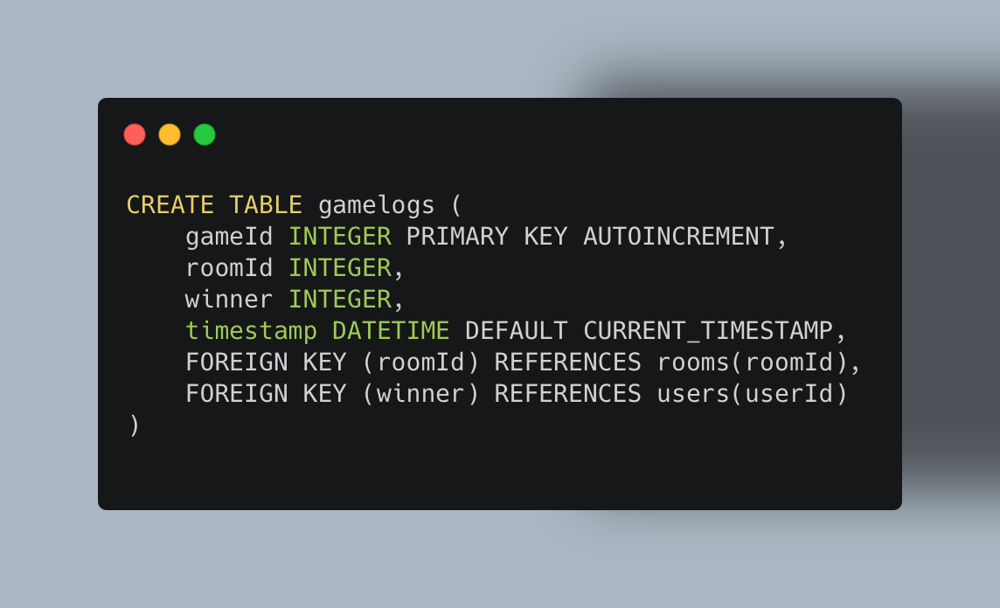 CREATE TABLE gamelogs (
    gameId INTEGER PRIMARY KEY AUTOINCREMENT,
    roomId INTEGER,
    winner INTEGER,
    timestamp DATETIME DEFAULT CURRENT_TIMESTAMP,
    FOREIGN KEY (roomId) REFERENCES rooms(roomId),
    FOREIGN KEY (winner) REFERENCES users(userId)
)